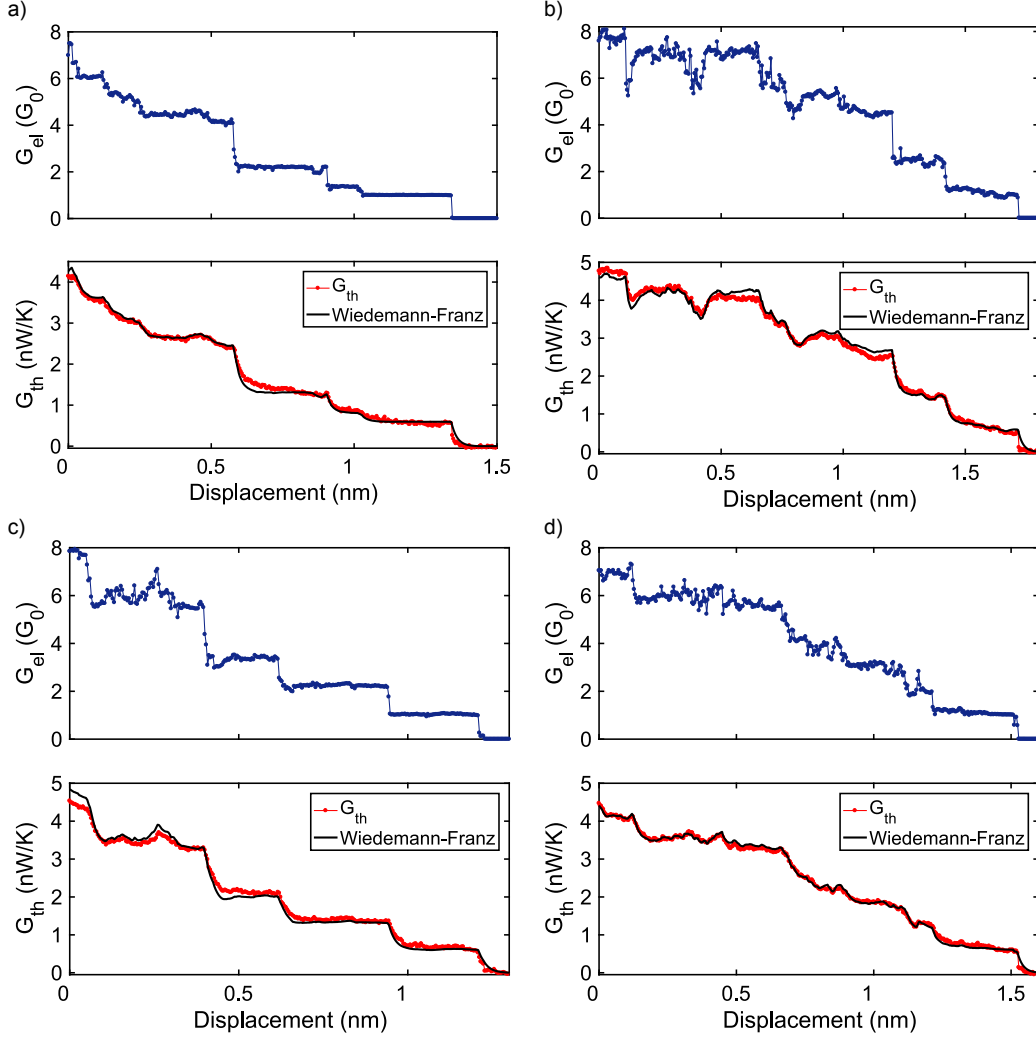 a)
8
6
4
2
0
G_el (G_0)
4
3
2
1
0
G_th (nW/K)
G_th
Wiedemann-Franz
0 0.5 1 1.5
Displacement (nm)
b)
8
6
4
2
0
G_el (G_0)
5
4
3
2
1
0
G_th (nW/K)
G_th
Wiedemann-Franz
0 0.5 1 1.5
Displacement (nm)
c)
8
6
4
2
0
G_el (G_0)
5
4
3
2
1
0
G_th (nW/K)
G_th
Wiedemann-Franz
0 0.5 1
Displacement (nm)
d)
8
6
4
2
0
G_el (G_0)
5
4
3
2
1
0
G_th (nW/K)
G_th
Wiedemann-Franz
0 0.5 1 1.5
Displacement (nm)